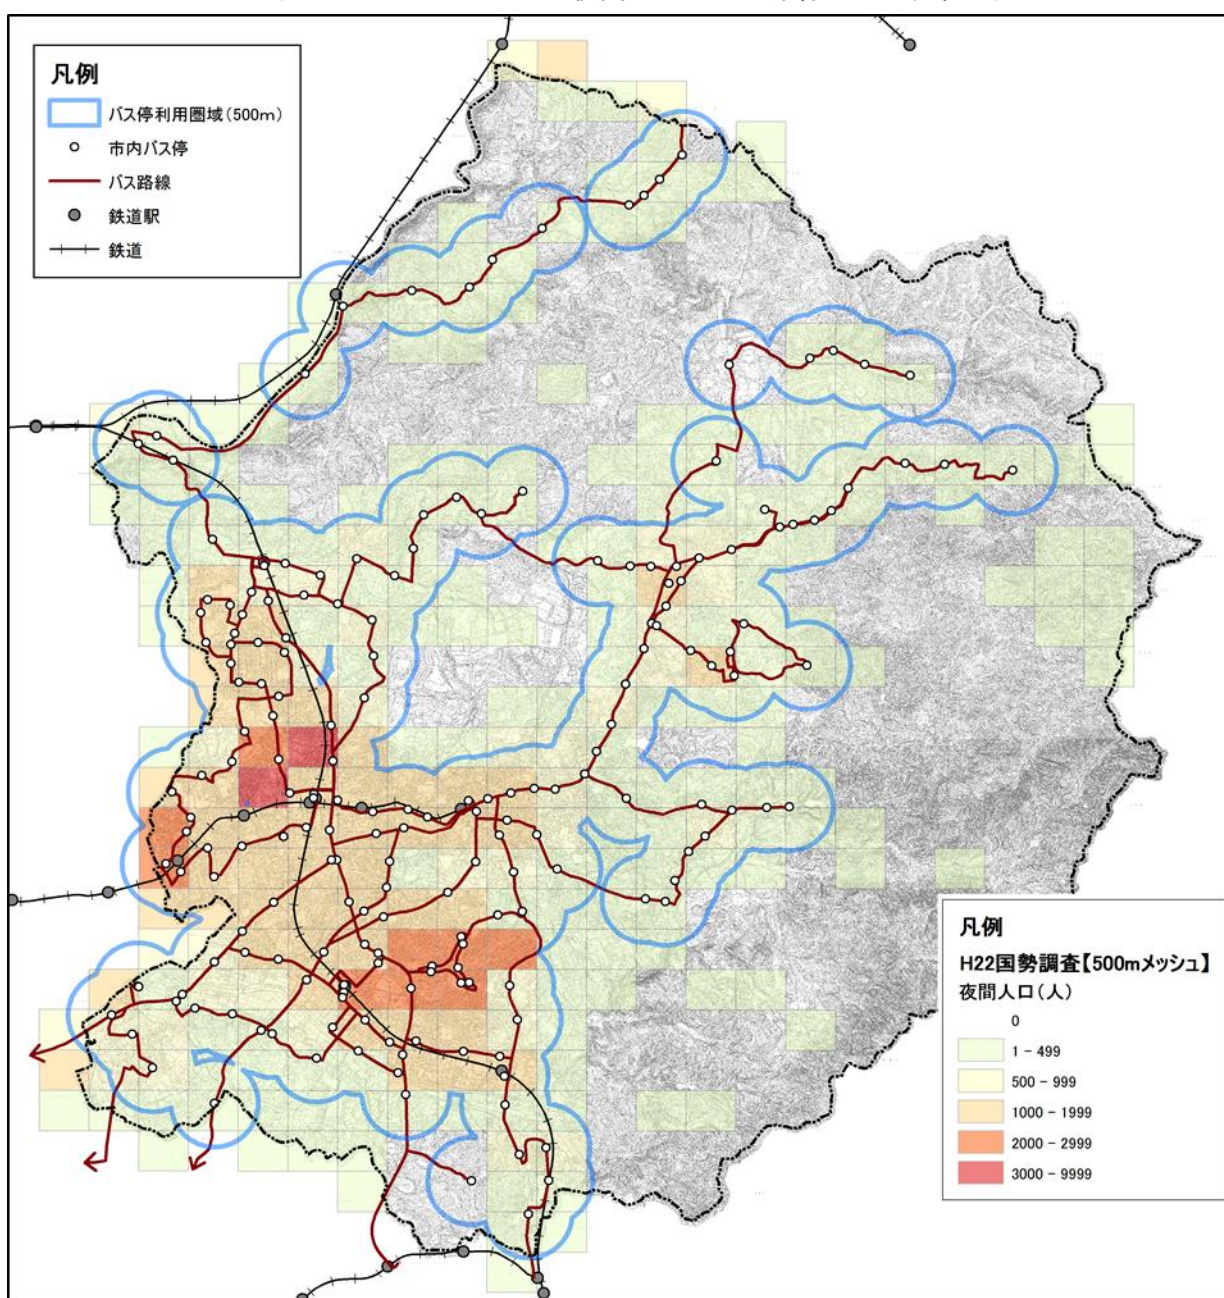 凡例
バス停利用圏域(500m)
市内バス停
バス路線
鉄道駅
鉄道
凡例
H22国勢調査【500mメッシュ】
夜間人口(人)
0
1 - 499
500 - 999
1000 - 1999
2000 - 2999
3000 - 9999